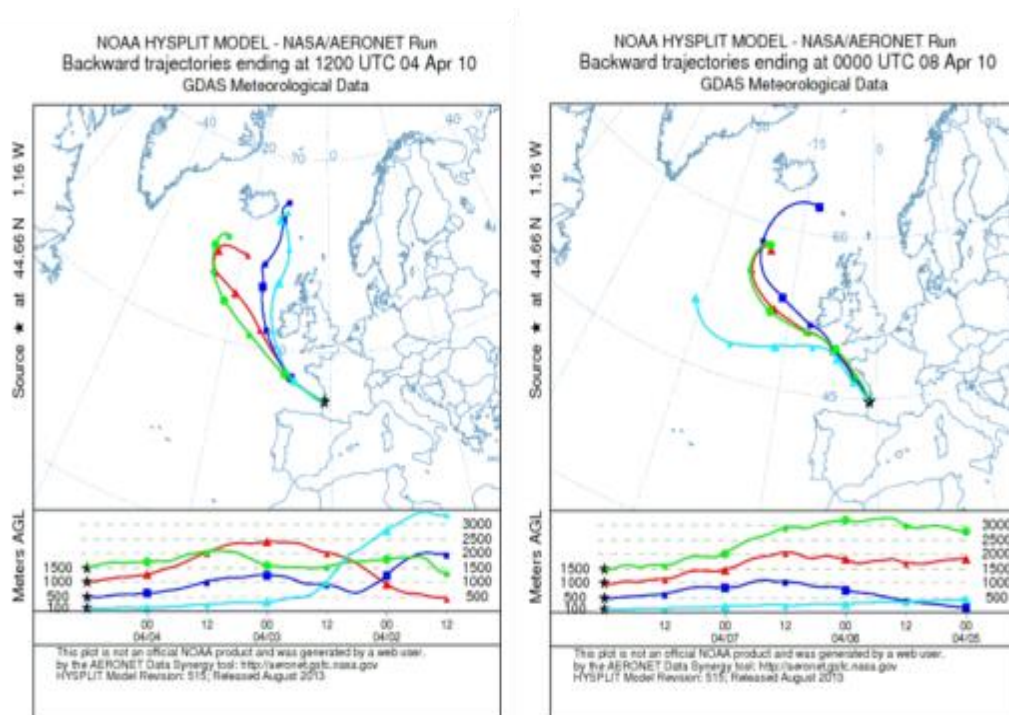 NOAA HYSPLIT MODEL - NASA/AERONET Run
Backward trajectories ending at 1200 UTC 04 Apr 10
GDAS Meteorological Data
Source ★ at 44.66 N 1.16 W
-40
-20
0
40
Meters AGL
1500
1000
500
100
3000
2500
2000
1500
1000
500
00 12 00 12 00 12
04/04 04/03 04/02
This plot is not an official NOAA product and was generated by a web user.
by the AERONET Data Synergy tool: http://aeronet.gsfc.nasa.gov
HYSPLIT Model Revision: 515; Released August 2013
NOAA HYSPLIT MODEL - NASA/AERONET Run
Backward trajectories ending at 0000 UTC 08 Apr 10
GDAS Meteorological Data
Source ★ at 44.66 N 1.16 W
-15
0
45
Meters AGL
1500
1000
500
100
3000
2500
2000
1500
1000
500
12 00 12 00 12 00
04/07 04/06 04/05
This plot is not an official NOAA product and was generated by a web user.
by the AERONET Data Synergy tool: http://aeronet.gsfc.nasa.gov
HYSPLIT Model Revision: 515; Released August 2013